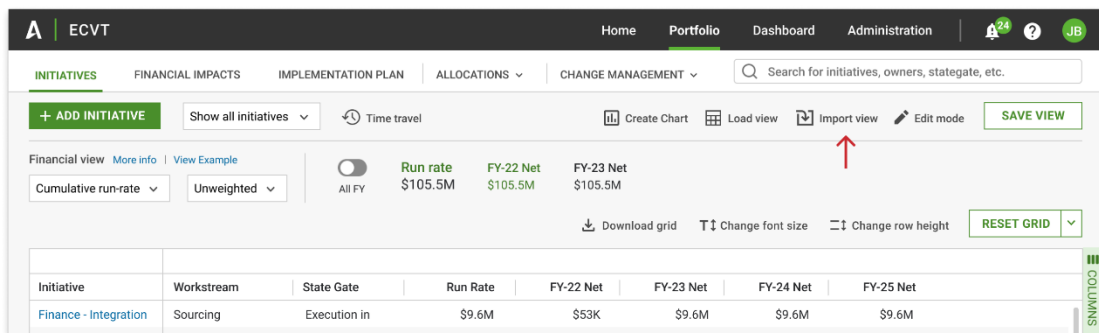 A ECVT Home Portfolio Dashboard Administration 24 ? JB
INITIATIVES FINANCIAL IMPACTS IMPLEMENTATION PLAN ALLOCATIONS CHANGE MANAGEMENT Search for initiatives, owners, stategate, etc.
+ ADD INITIATIVE Show all initiatives Time travel Create Chart Load view Import view Edit mode SAVE VIEW
Financial view More info | View Example
Cumulative run-rate Unweighted All FY
Run rate FY-22 Net FY-23 Net
$105.5M $105.5M $105.5M
Download grid Change font size Change row height RESET GRID
Initiative Workstream State Gate Run Rate FY-22 Net FY-23 Net FY-24 Net FY-25 Net
Finance - Integration Sourcing Execution in $9.6M $53K $9.6M $9.6M $9.6M
COLUMNS